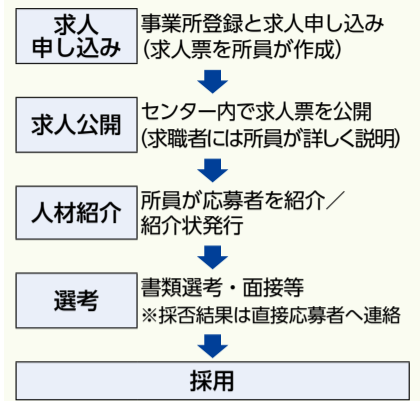 求人
申し込み
事業所登録と求人申し込み
(求人票を所員が作成)
求人公開
センター内で求人票を公開
(求職者には所員が詳しく説明)
人材紹介
所員が応募者を紹介／
紹介状発行
選考
書類選考・面接等
※採否結果は直接応募者へ連絡
採用